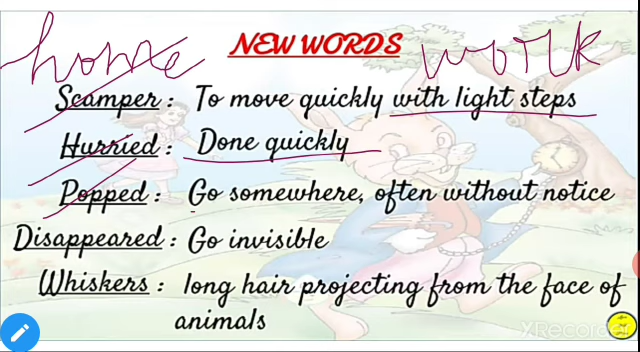 home work
NEW WORDS
Scamper : To move quickly with light steps
Hurried : Done quickly
Popped : Go somewhere, often without notice
Disappeared : Go invisible
Whiskers : long hair projecting from the face of
animals
XRecorder